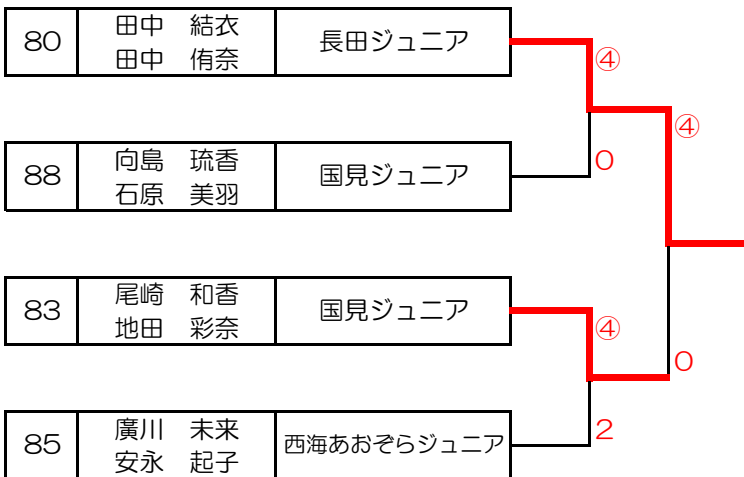 80
田中 結衣
田中 侑奈
長田ジュニア
④
④
88
向島 琉香
石原 美羽
国見ジュニア
0
83
尾崎 和香
地田 彩奈
国見ジュニア
④
0
85
廣川 未来
安永 起子
西海あおぞらジュニア
2